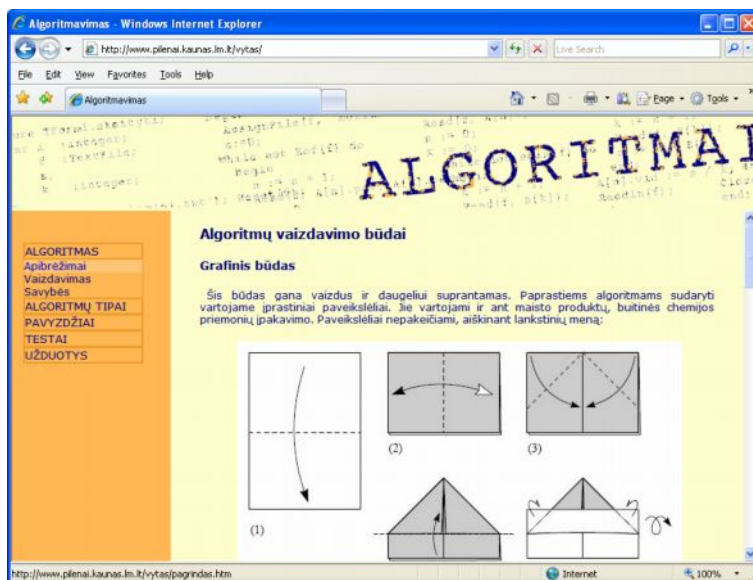 Algoritmavimas - Windows Internet Explorer
http://www.pilenai.kaunas.lm.lt/vytas/
Live Search
File Edit View Favorites Tools Help
Algoritmavimas
Page Tools
ALGORITMAI
Algoritmų vaizdavimo būdai
ALGORITMAS
Apibrėžimai
Vaizdavimas
Savybės
ALGORITMŲ TIPAI
PAVYZDŽIAI
TESTAI
UŽDUOTYS
Grafinis būdas
Šis būdas gana vaizdus ir daugeliui suprantamas. Paprastiems algoritmams sudaryti
vartojame įprastiniai paveikslėliai. Jie vartojami ir ant maisto produktų, buitinės chemijos
priemonių įpakavimo. Paveikslėliai nepakeičiami, aiškinant lankstinių meną:
(1)
(2)
(3)
http://www.pilenai.kaunas.lm.lt/vytas/pagrindas.htm
Internet
100%